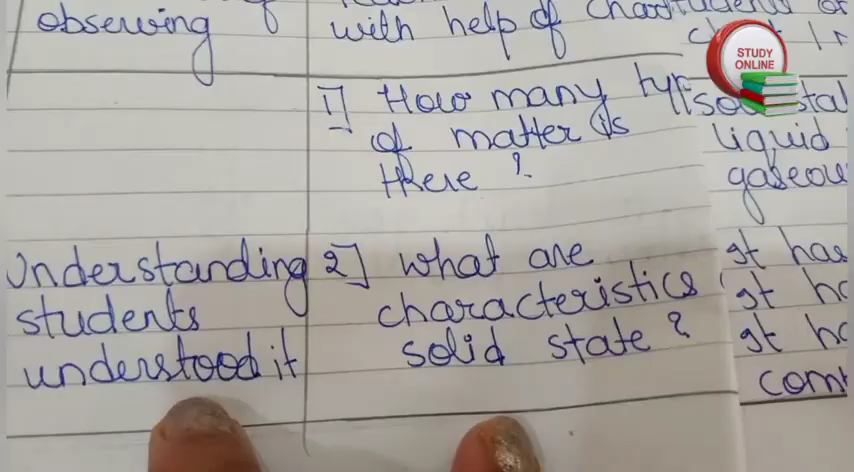 observing
with help of
STUDY
ONLINE
1] How many
of matter is
there ?
liquid
Understanding
students
understood it
2] what are
characteristics
solid state ?
It has
It
It